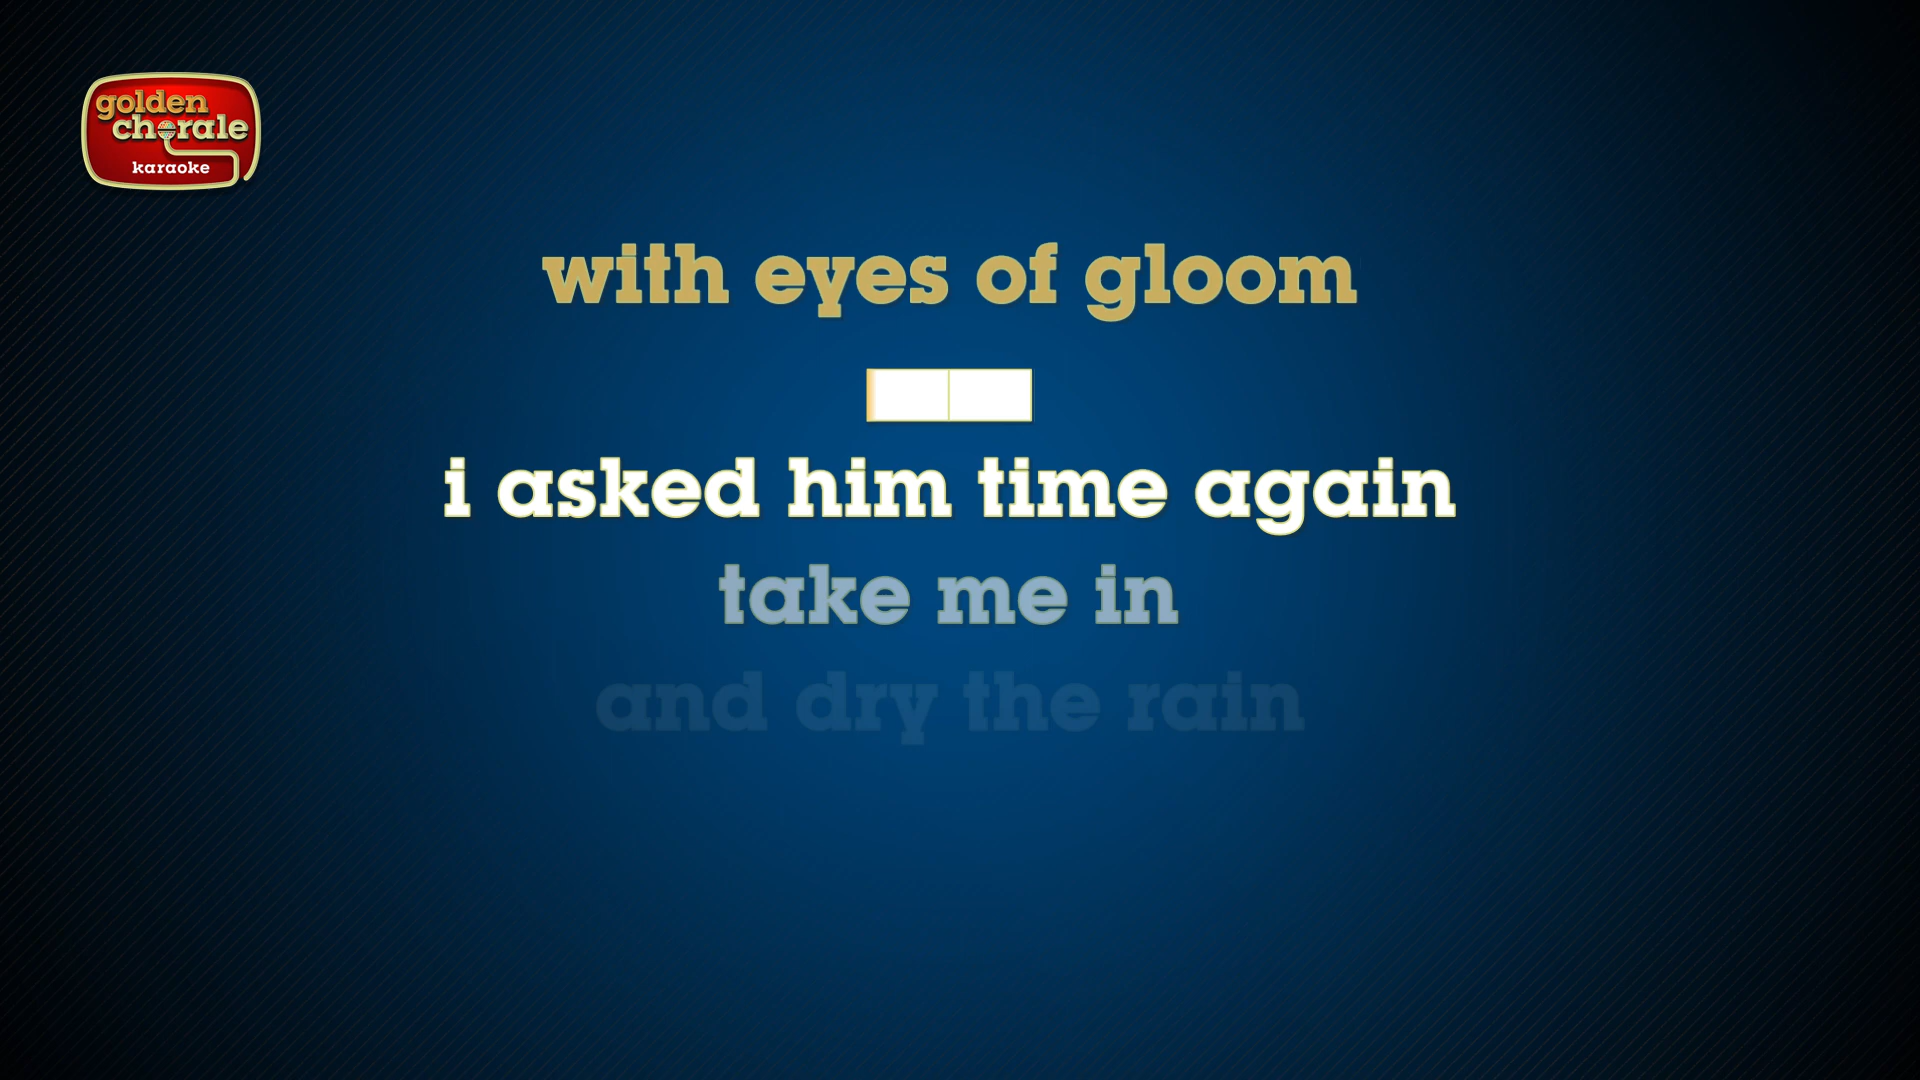 golden
chorale
karaoke
with eyes of gloom
i asked him time again
take me in
and dry the rain